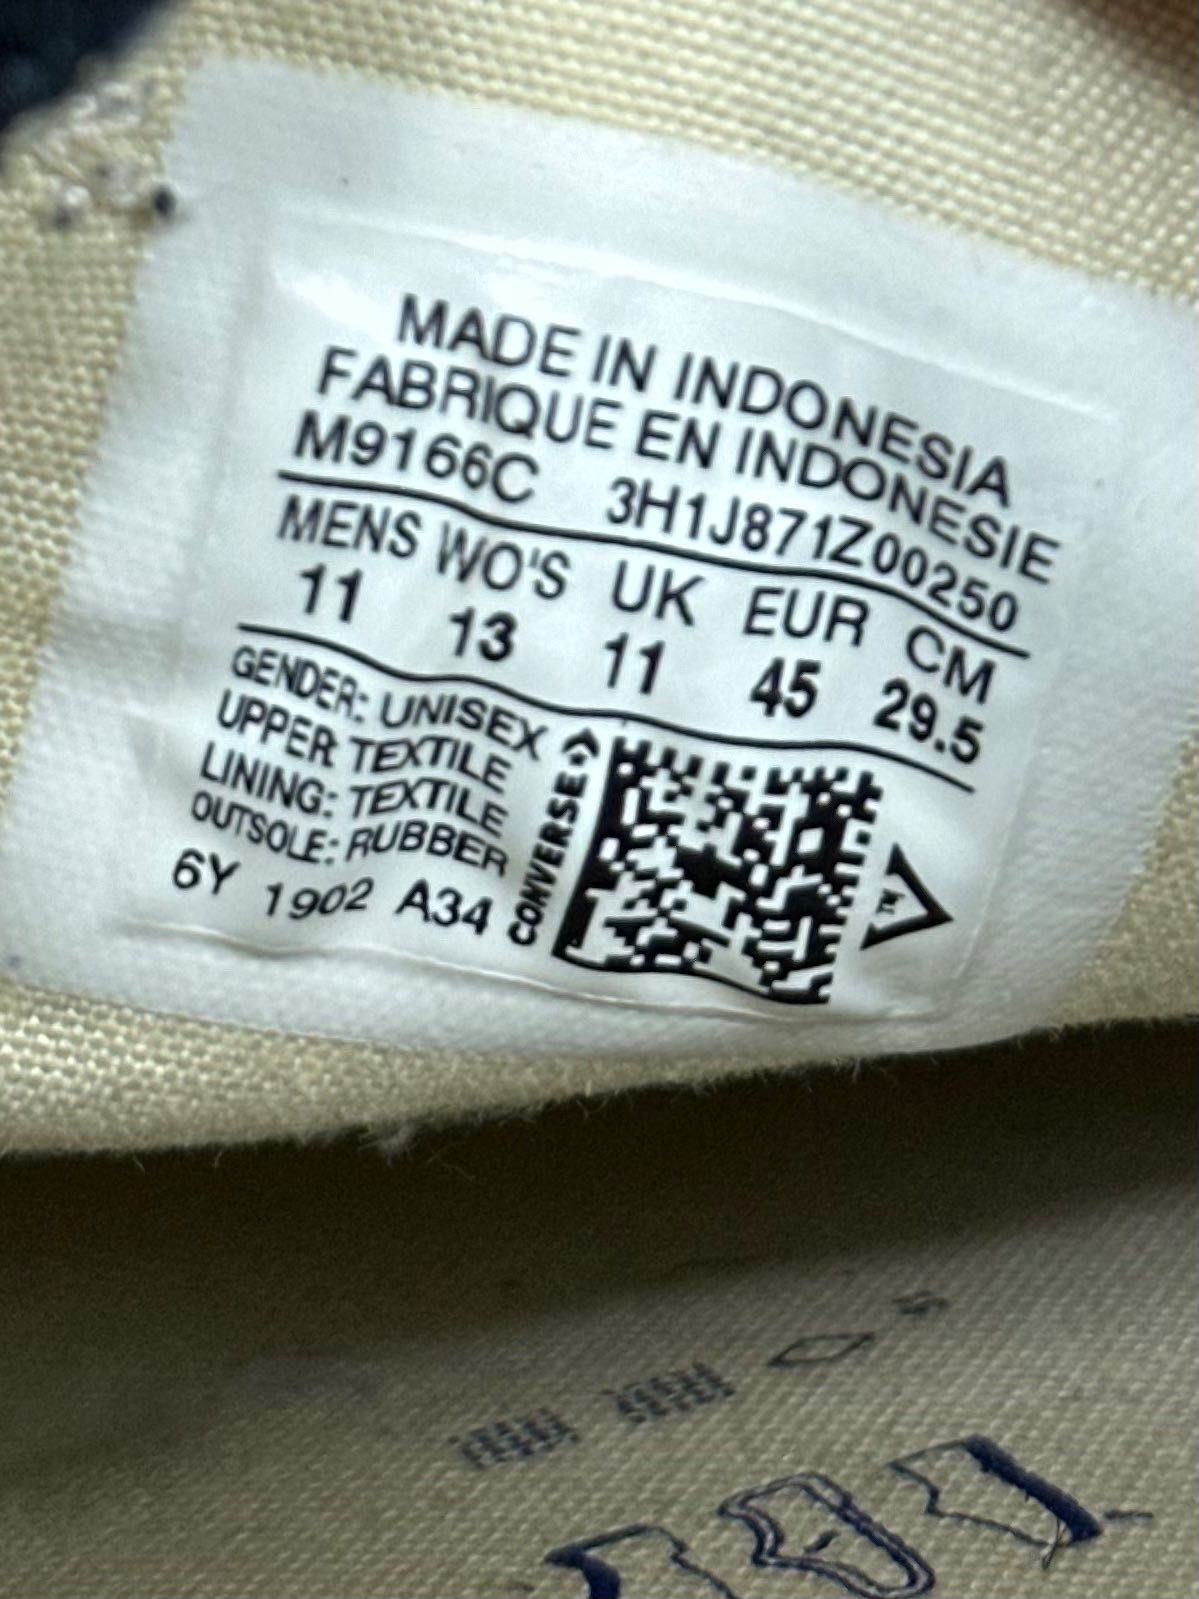 MADE IN INDONESIA
FABRIQUE EN INDONESIE
M9166C 3H1J871Z00250
MENS WO'S UK EUR CM
11 13 11 45 29.5
GENDER: UNISEX
UPPER: TEXTILE
LINING: TEXTILE
OUTSOLE: RUBBER
6Y 1902 A34
CONVERSE